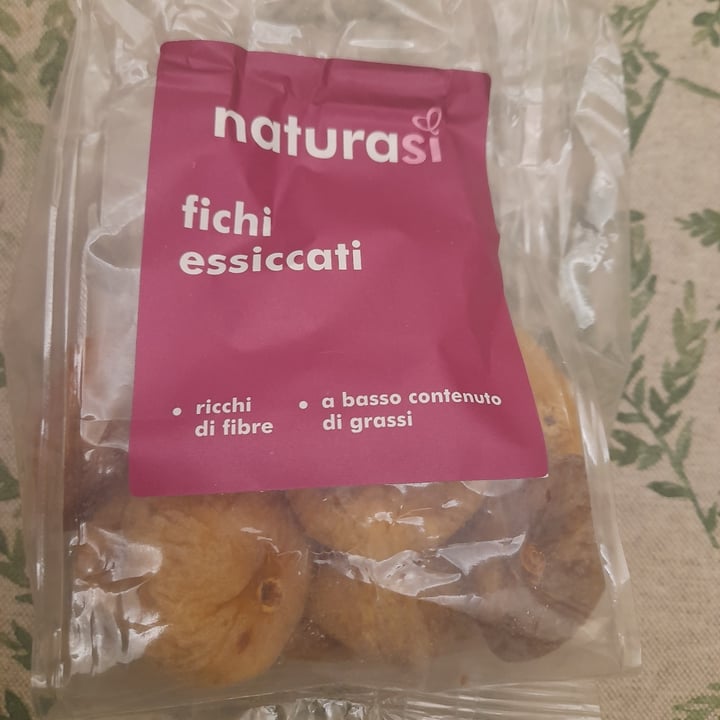 naturasì
fichi
essiccati
• ricchi
di fibre
• a basso contenuto
di grassi